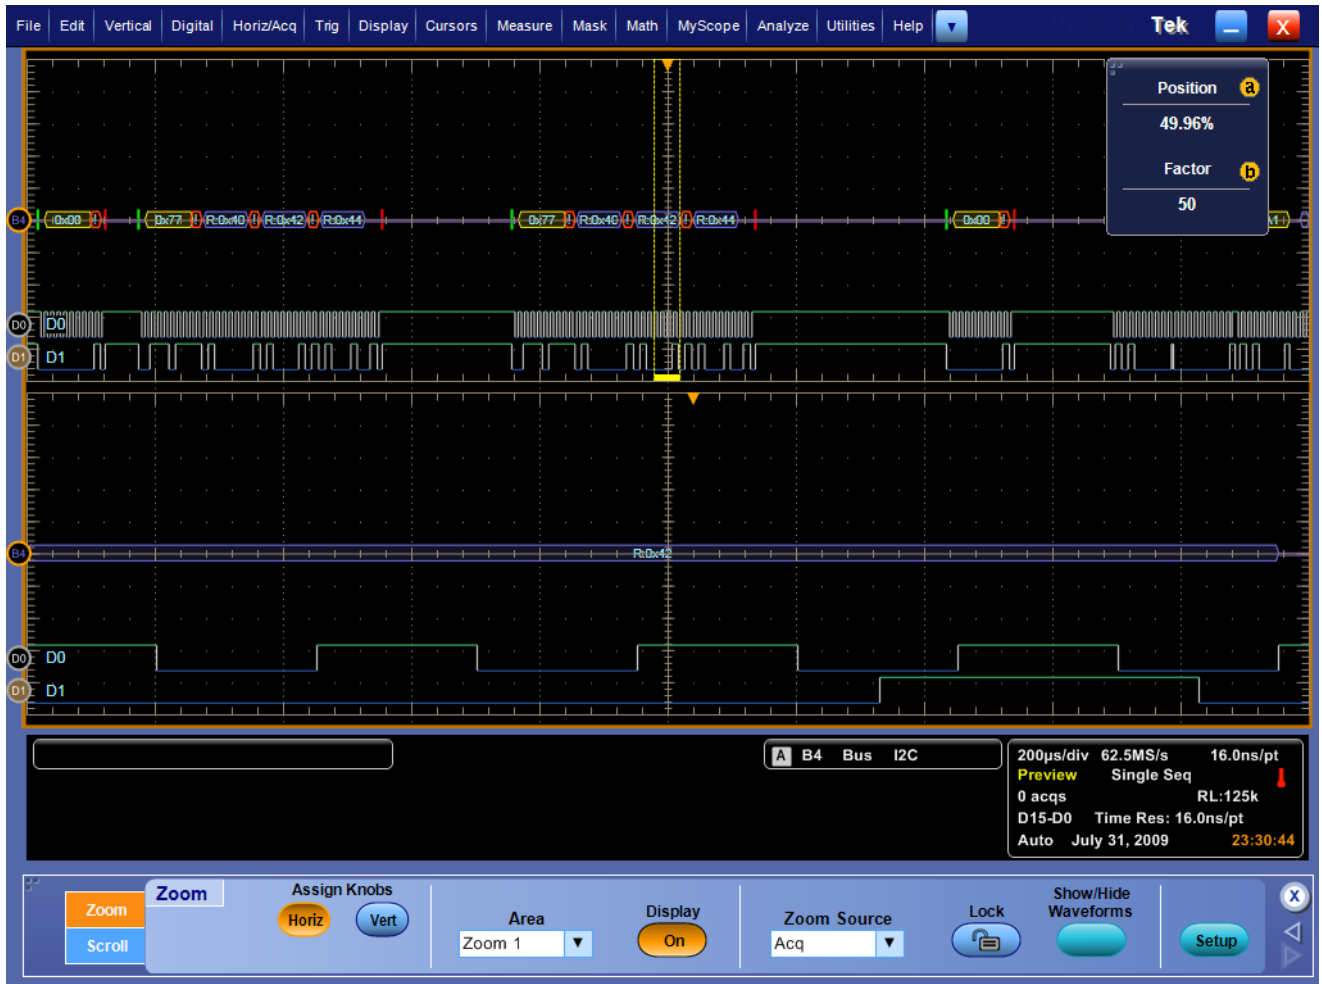 File Edit Vertical Digital Horiz/Acq Trig Display Cursors Measure Mask Math MyScope Analyze Utilities Help Tek X
Position a
49.96%
Factor b
50
B4 0x00 ! 0x77 ! R:0x40 ! R:0x42 ! R:0x44 0x77 ! R:0x40 ! R:0x42 ! R:0x44 0x00 !
D0 D0
D1 D1
B4 R:0x42
D0 D0
D1 D1
A B4 Bus I2C
200µs/div 62.5MS/s 16.0ns/pt
Preview Single Seq
0 acqs RL:125k
D15-D0 Time Res: 16.0ns/pt
Auto July 31, 2009 23:30:44
Zoom
Scroll
Zoom
Assign Knobs
Horiz Vert
Area
Zoom 1
Display
On
Zoom Source
Acq
Lock
Show/Hide
Waveforms
Setup
X